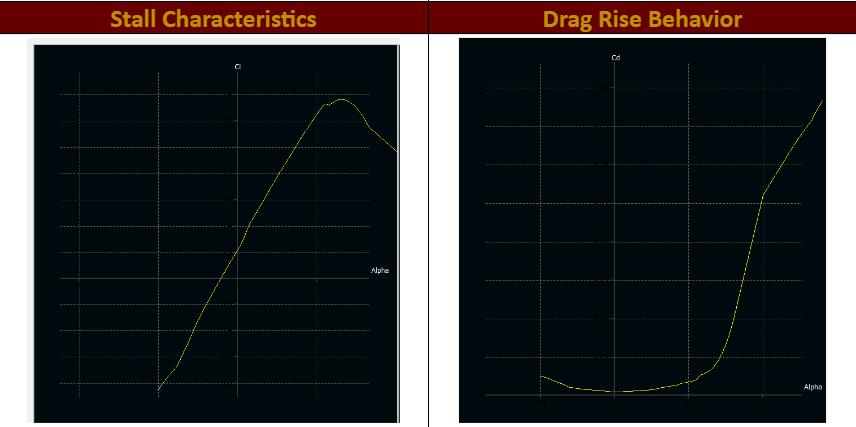 Stall Characteristics
Drag Rise Behavior
Cl
Alpha
Cd
Alpha